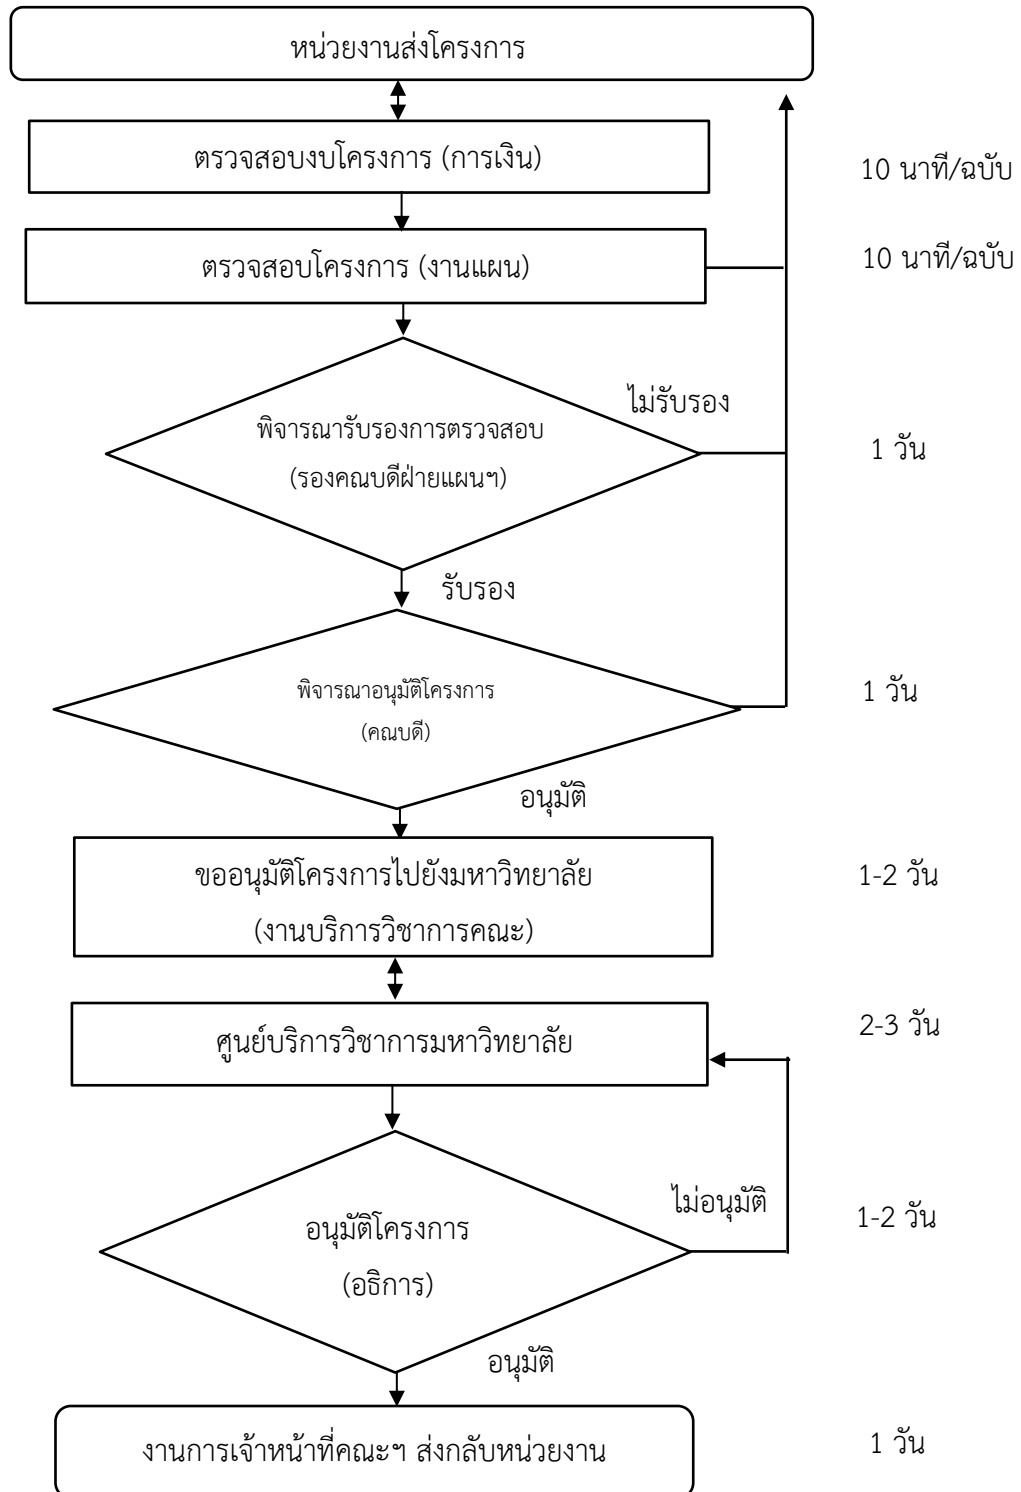 หน่วยงานส่งโครงการ
ตรวจสอบงบโครงการ (การเงิน)
10 นาที/ฉบับ
ตรวจสอบโครงการ (งานแผน)
10 นาที/ฉบับ
ไม่รับรอง
พิจารณารับรองการตรวจสอบ
(รองคณบดีฝ่ายแผนฯ)
1 วัน
รับรอง
พิจารณาอนุมัติโครงการ
(คณบดี)
1 วัน
อนุมัติ
ขออนุมัติโครงการไปยังมหาวิทยาลัย
(งานบริการวิชาการคณะ)
1-2 วัน
ศูนย์บริการวิชาการมหาวิทยาลัย
2-3 วัน
ไม่อนุมัติ
อนุมัติโครงการ
(อธิการ)
1-2 วัน
อนุมัติ
งานการเจ้าหน้าที่คณะฯ ส่งกลับหน่วยงาน
1 วัน